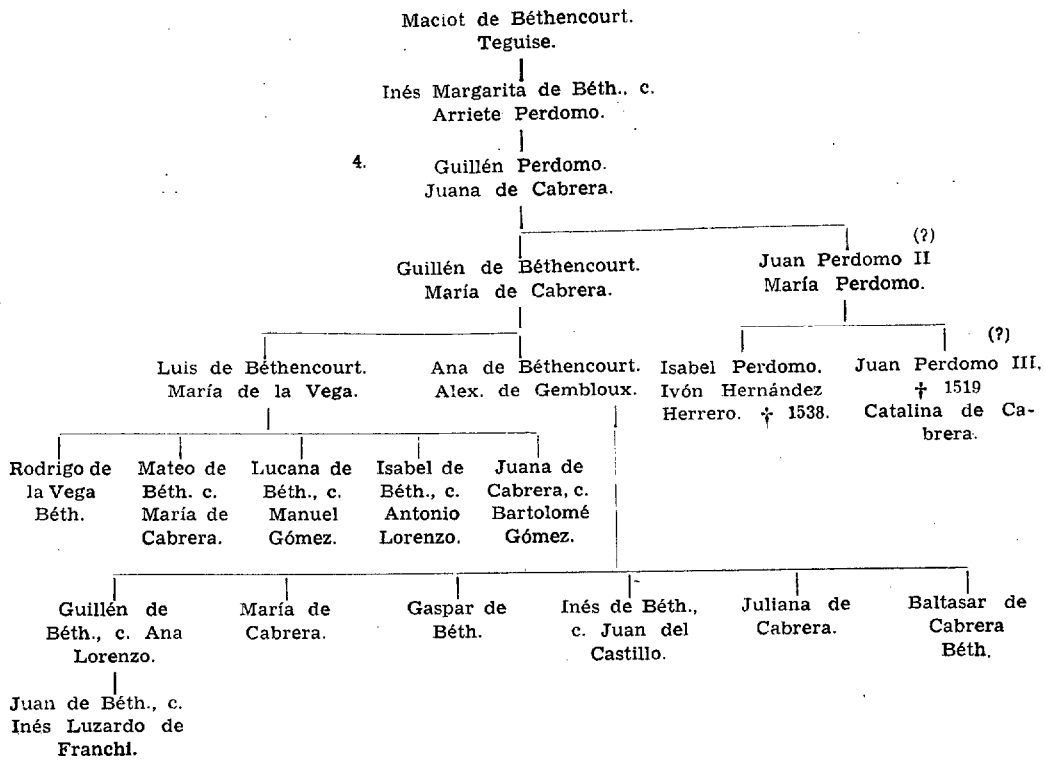 Maciot de Béthencourt.
Teguise.
Inés Margarita de Béth., c.
Arriete Perdomo.
4.
Guillén Perdomo.
Juana de Cabrera.
Guillén de Béthencourt.
María de Cabrera.
(?)
Juan Perdomo II
María Perdomo.
Luis de Béthencourt.
María de la Vega.
Ana de Béthencourt.
Alex. de Gembloux.
Isabel Perdomo.
Ivón Hernández
Herrero. † 1538.
(?)
Juan Perdomo III.
† 1519
Catalina de Ca-
brera.
Rodrigo de
la Vega
Béth.
Mateo de
Béth. c.
María de
Cabrera.
Lucana de
Béth., c.
Manuel
Gómez.
Isabel de
Béth., c.
Antonio
Lorenzo.
Juana de
Cabrera, c.
Bartolomé
Gómez.
Guillén de
Béth., c. Ana
Lorenzo.
María de
Cabrera.
Gaspar de
Béth.
Inés de Béth.,
c. Juan del
Castillo.
Juliana de
Cabrera.
Baltasar de
Cabrera
Béth.
Juan de Béth., c.
Inés Luzardo de
Franchi.